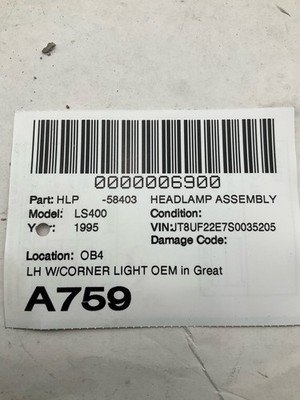 0000006900
Part: HLP -58403 HEADLAMP ASSEMBLY
Model: LS400 Condition:
1995 VIN:JT8UF22E7S0035205
Damage Code:
Location: OB4
LH W/CORNER LIGHT OEM in Great
A759